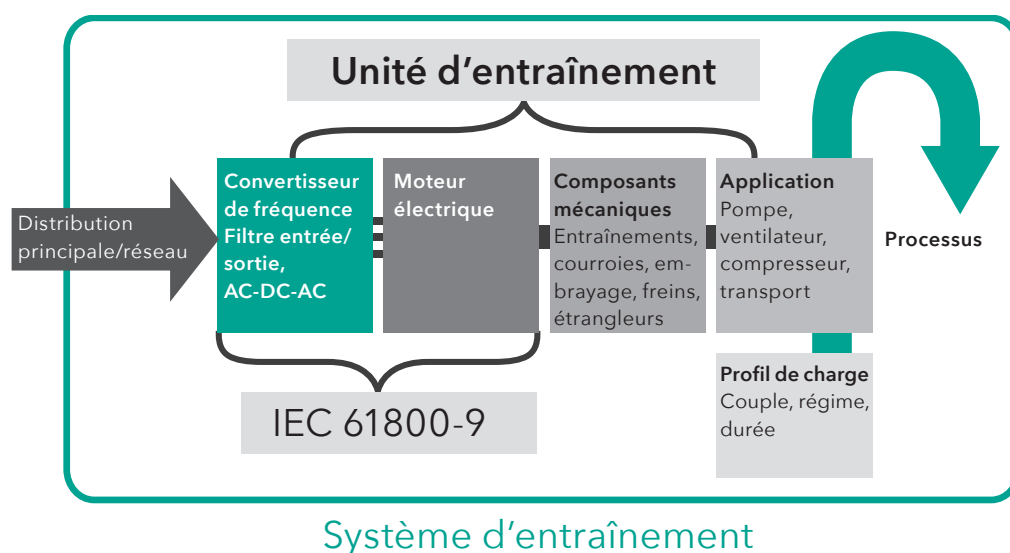 Unité d’entraînement
Distribution
principale/réseau
Convertisseur
de fréquence
Filtre entrée/
sortie,
AC-DC-AC
Moteur
électrique
Composants
mécaniques
Entraînements,
courroies, em-
brayage, freins,
étrangleurs
Application
Pompe,
ventilateur,
compresseur,
transport
Processus
Profil de charge
Couple, régime,
durée
IEC 61800-9
Système d’entraînement